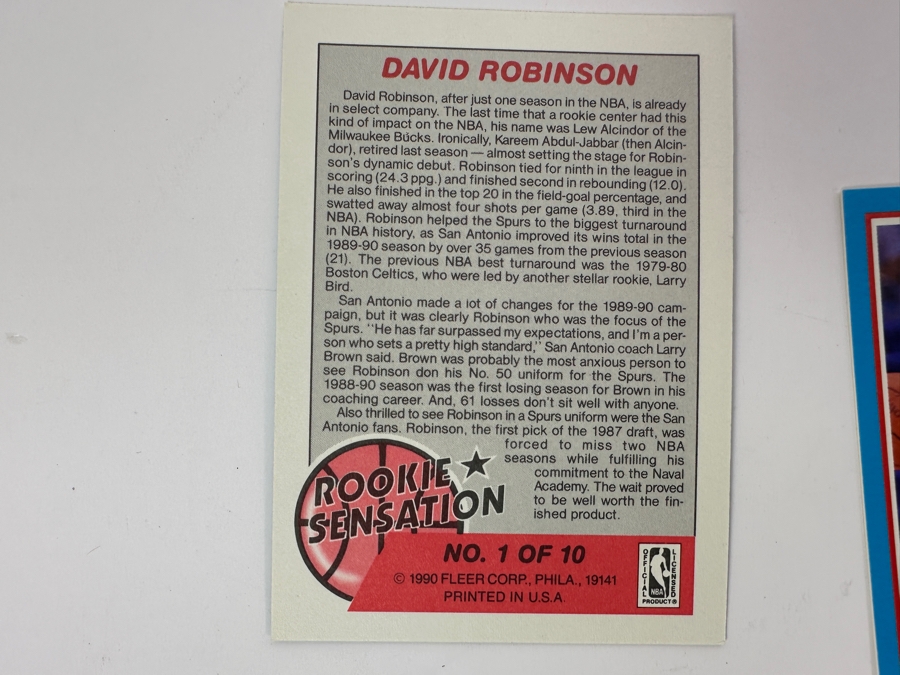 DAVID ROBINSON
David Robinson, after just one season in the NBA, is already
in select company. The last time that a rookie center had this
kind of impact on the NBA, his name was Lew Alcindor of the
Milwaukee Bucks. Ironically, Kareem Abdul-Jabbar (then Alcin-
dor), retired last season — almost setting the stage for Robin-
son's dynamic debut. Robinson tied for ninth in the league in
scoring (24.3 ppg.) and finished second in rebounding (12.0).
He also finished in the top 20 in the field-goal percentage, and
swatted away almost four shots per game (3.89, third in the
NBA). Robinson helped the Spurs to the biggest turnaround
in NBA history, as San Antonio improved its wins total in the
1989-90 season by over 35 games from the previous season
(21). The previous NBA best turnaround was the 1979-80
Boston Celtics, who were led by another stellar rookie, Larry
Bird.
San Antonio made a lot of changes for the 1989-90 cam-
paign, but it was clearly Robinson who was the focus of the
Spurs. "He has far surpassed my expectations, and I'm a per-
son who sets a pretty high standard," San Antonio coach Larry
Brown said. Brown was probably the most anxious person to
see Robinson don his No. 50 uniform for the Spurs. The
1988-90 season was the first losing season for Brown in his
coaching career. And, 61 losses don't sit well with anyone.
Also thrilled to see Robinson in a Spurs uniform were the San
Antonio fans. Robinson, the first pick of the 1987 draft, was
forced to miss two NBA
seasons while fulfilling his
commitment to the Naval
Academy. The wait proved
to be well worth the fin-
ished product.
ROOKIE
SENSATION
NO. 1 OF 10
© 1990 FLEER CORP., PHILA., 19141
PRINTED IN U.S.A.
OFFICIAL LICENSED
NBA
PRODUCT®